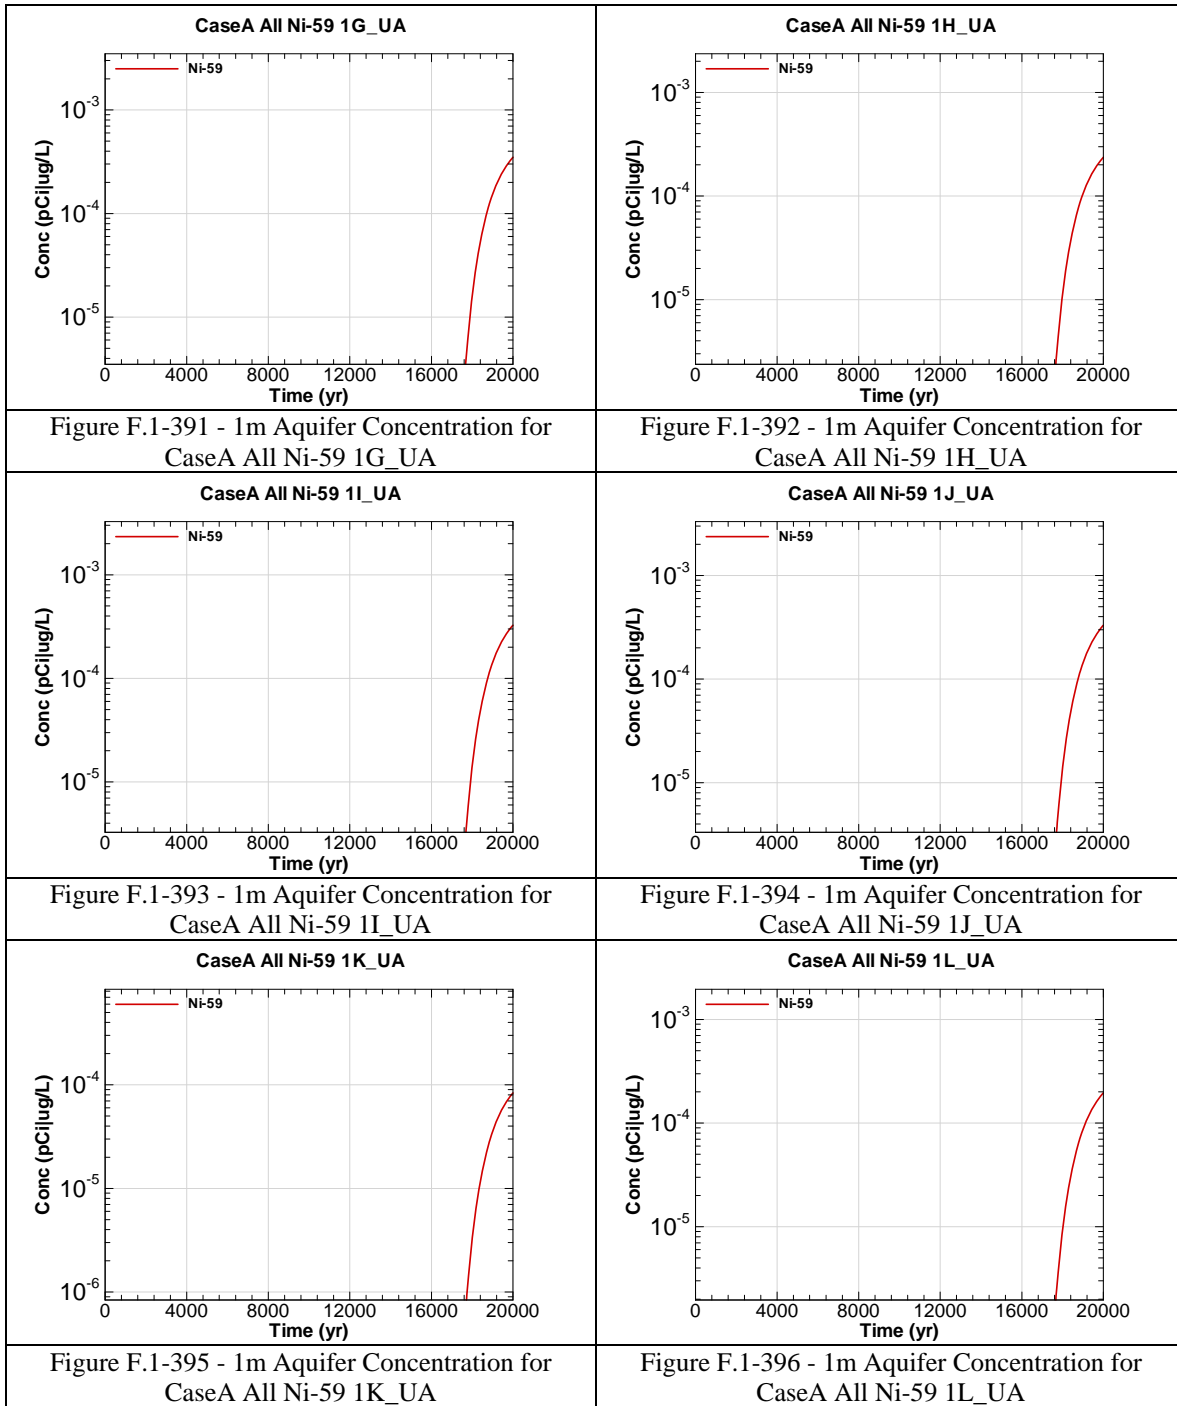 CaseA All Ni-59 1G_UA
Ni-59
10-3
10-4
10-5
Conc (pCi|ug/L)
0 4000 8000 12000 16000 20000
Time (yr)
Figure F.1-391 - 1m Aquifer Concentration for
CaseA All Ni-59 1G_UA
CaseA All Ni-59 1H_UA
Ni-59
10-3
10-4
10-5
Conc (pCi|ug/L)
0 4000 8000 12000 16000 20000
Time (yr)
Figure F.1-392 - 1m Aquifer Concentration for
CaseA All Ni-59 1H_UA
CaseA All Ni-59 1I_UA
Ni-59
10-3
10-4
10-5
Conc (pCi|ug/L)
0 4000 8000 12000 16000 20000
Time (yr)
Figure F.1-393 - 1m Aquifer Concentration for
CaseA All Ni-59 1I_UA
CaseA All Ni-59 1J_UA
Ni-59
10-3
10-4
10-5
Conc (pCi|ug/L)
0 4000 8000 12000 16000 20000
Time (yr)
Figure F.1-394 - 1m Aquifer Concentration for
CaseA All Ni-59 1J_UA
CaseA All Ni-59 1K_UA
Ni-59
10-4
10-5
10-6
Conc (pCi|ug/L)
0 4000 8000 12000 16000 20000
Time (yr)
Figure F.1-395 - 1m Aquifer Concentration for
CaseA All Ni-59 1K_UA
CaseA All Ni-59 1L_UA
Ni-59
10-3
10-4
10-5
Conc (pCi|ug/L)
0 4000 8000 12000 16000 20000
Time (yr)
Figure F.1-396 - 1m Aquifer Concentration for
CaseA All Ni-59 1L_UA